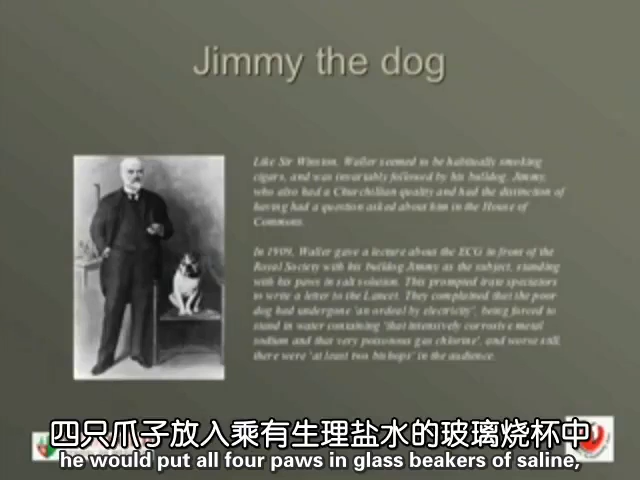 Jimmy the dog
Like Sir Winston, Waller seemed to be habitually smoking
cigars, and was invariably followed by his bulldog, Jimmy,
who also had a Churchillian quality and had the distinction of
having had a question asked about him in the House of
Commons.
In 1909, Waller gave a lecture about the ECG in front of the
Royal Society with his bulldog Jimmy as the subject, standing
with his paws in salt solution. This prompted irate spectators
to write a letter to the Lancet. They complained that the poor
dog had undergone 'an ordeal by electricity', being forced to
stand in water containing 'that intensively corrosive metal
sodium and that very poisonous gas chlorine', and worse still,
there were 'at least two bishops' in the audience.
四只爪子放入乘有生理盐水的玻璃烧杯中
he would put all four paws in glass beakers of saline,